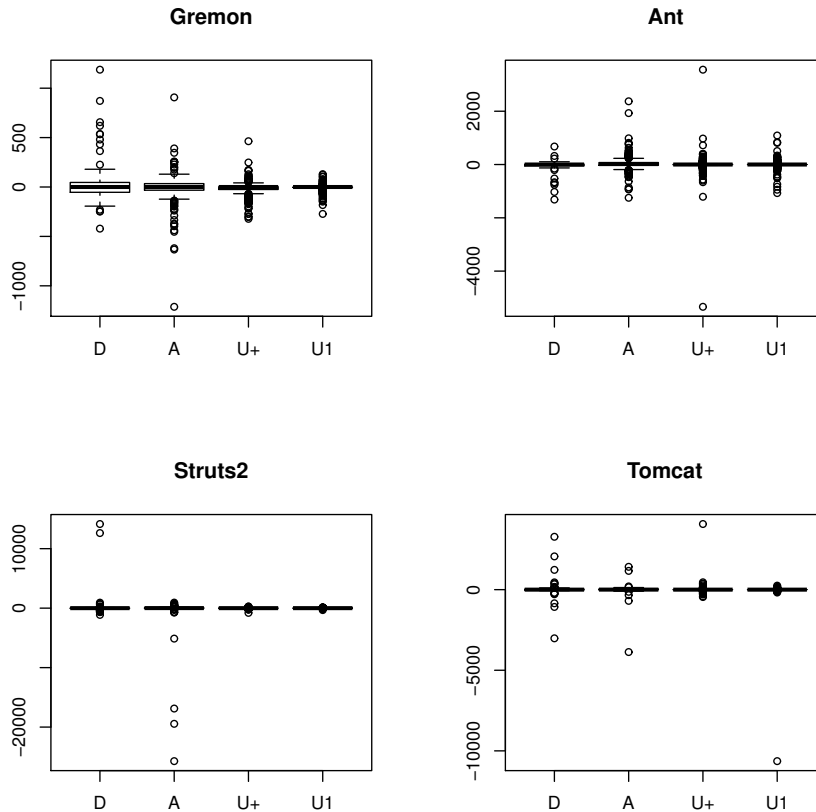 Gremon
500
0
−1000
D A U+ U1
Ant
2000
0
−4000
D A U+ U1
Struts2
10000
0
−20000
D A U+ U1
Tomcat
0
−5000
−10000
D A U+ U1